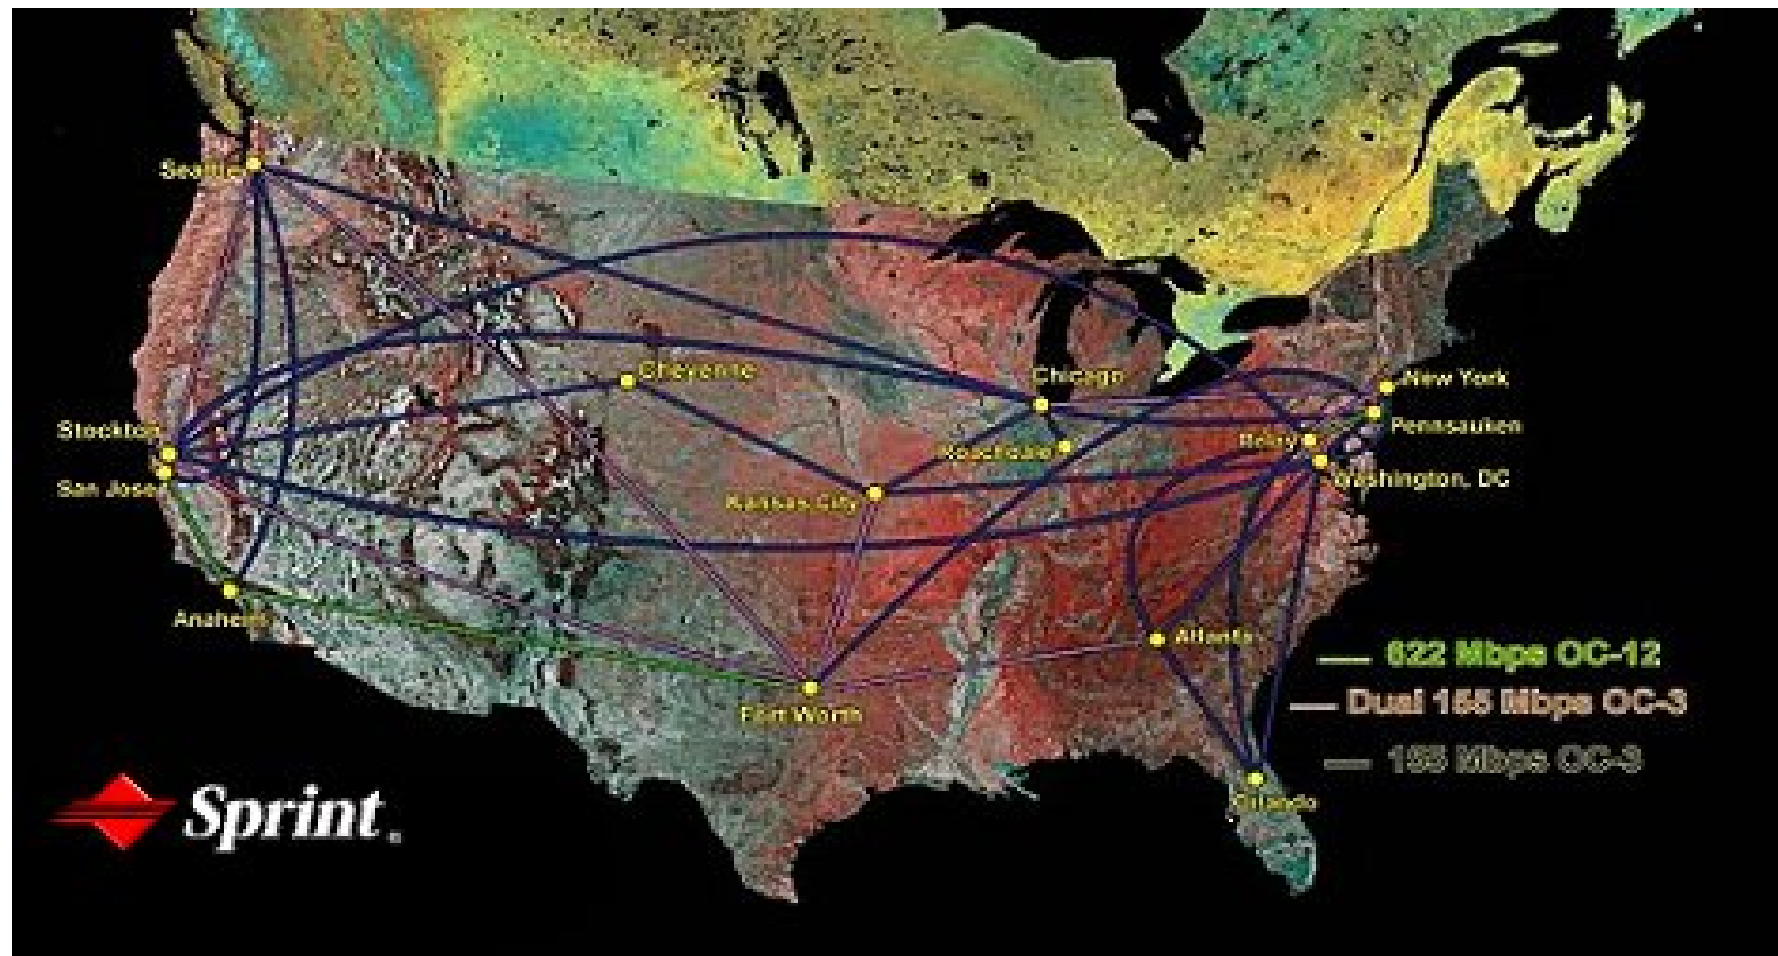 Seattle
Cheyenne
Chicago
New York
Stockton
Pennsauken
Relay
Roachdale
San Jose
Washington, DC
Kansas City
Anaheim
Atlanta
622 Mbps OC-12
Fort Worth
Dual 155 Mbps OC-3
155 Mbps OC-3
Sprint
Orlando